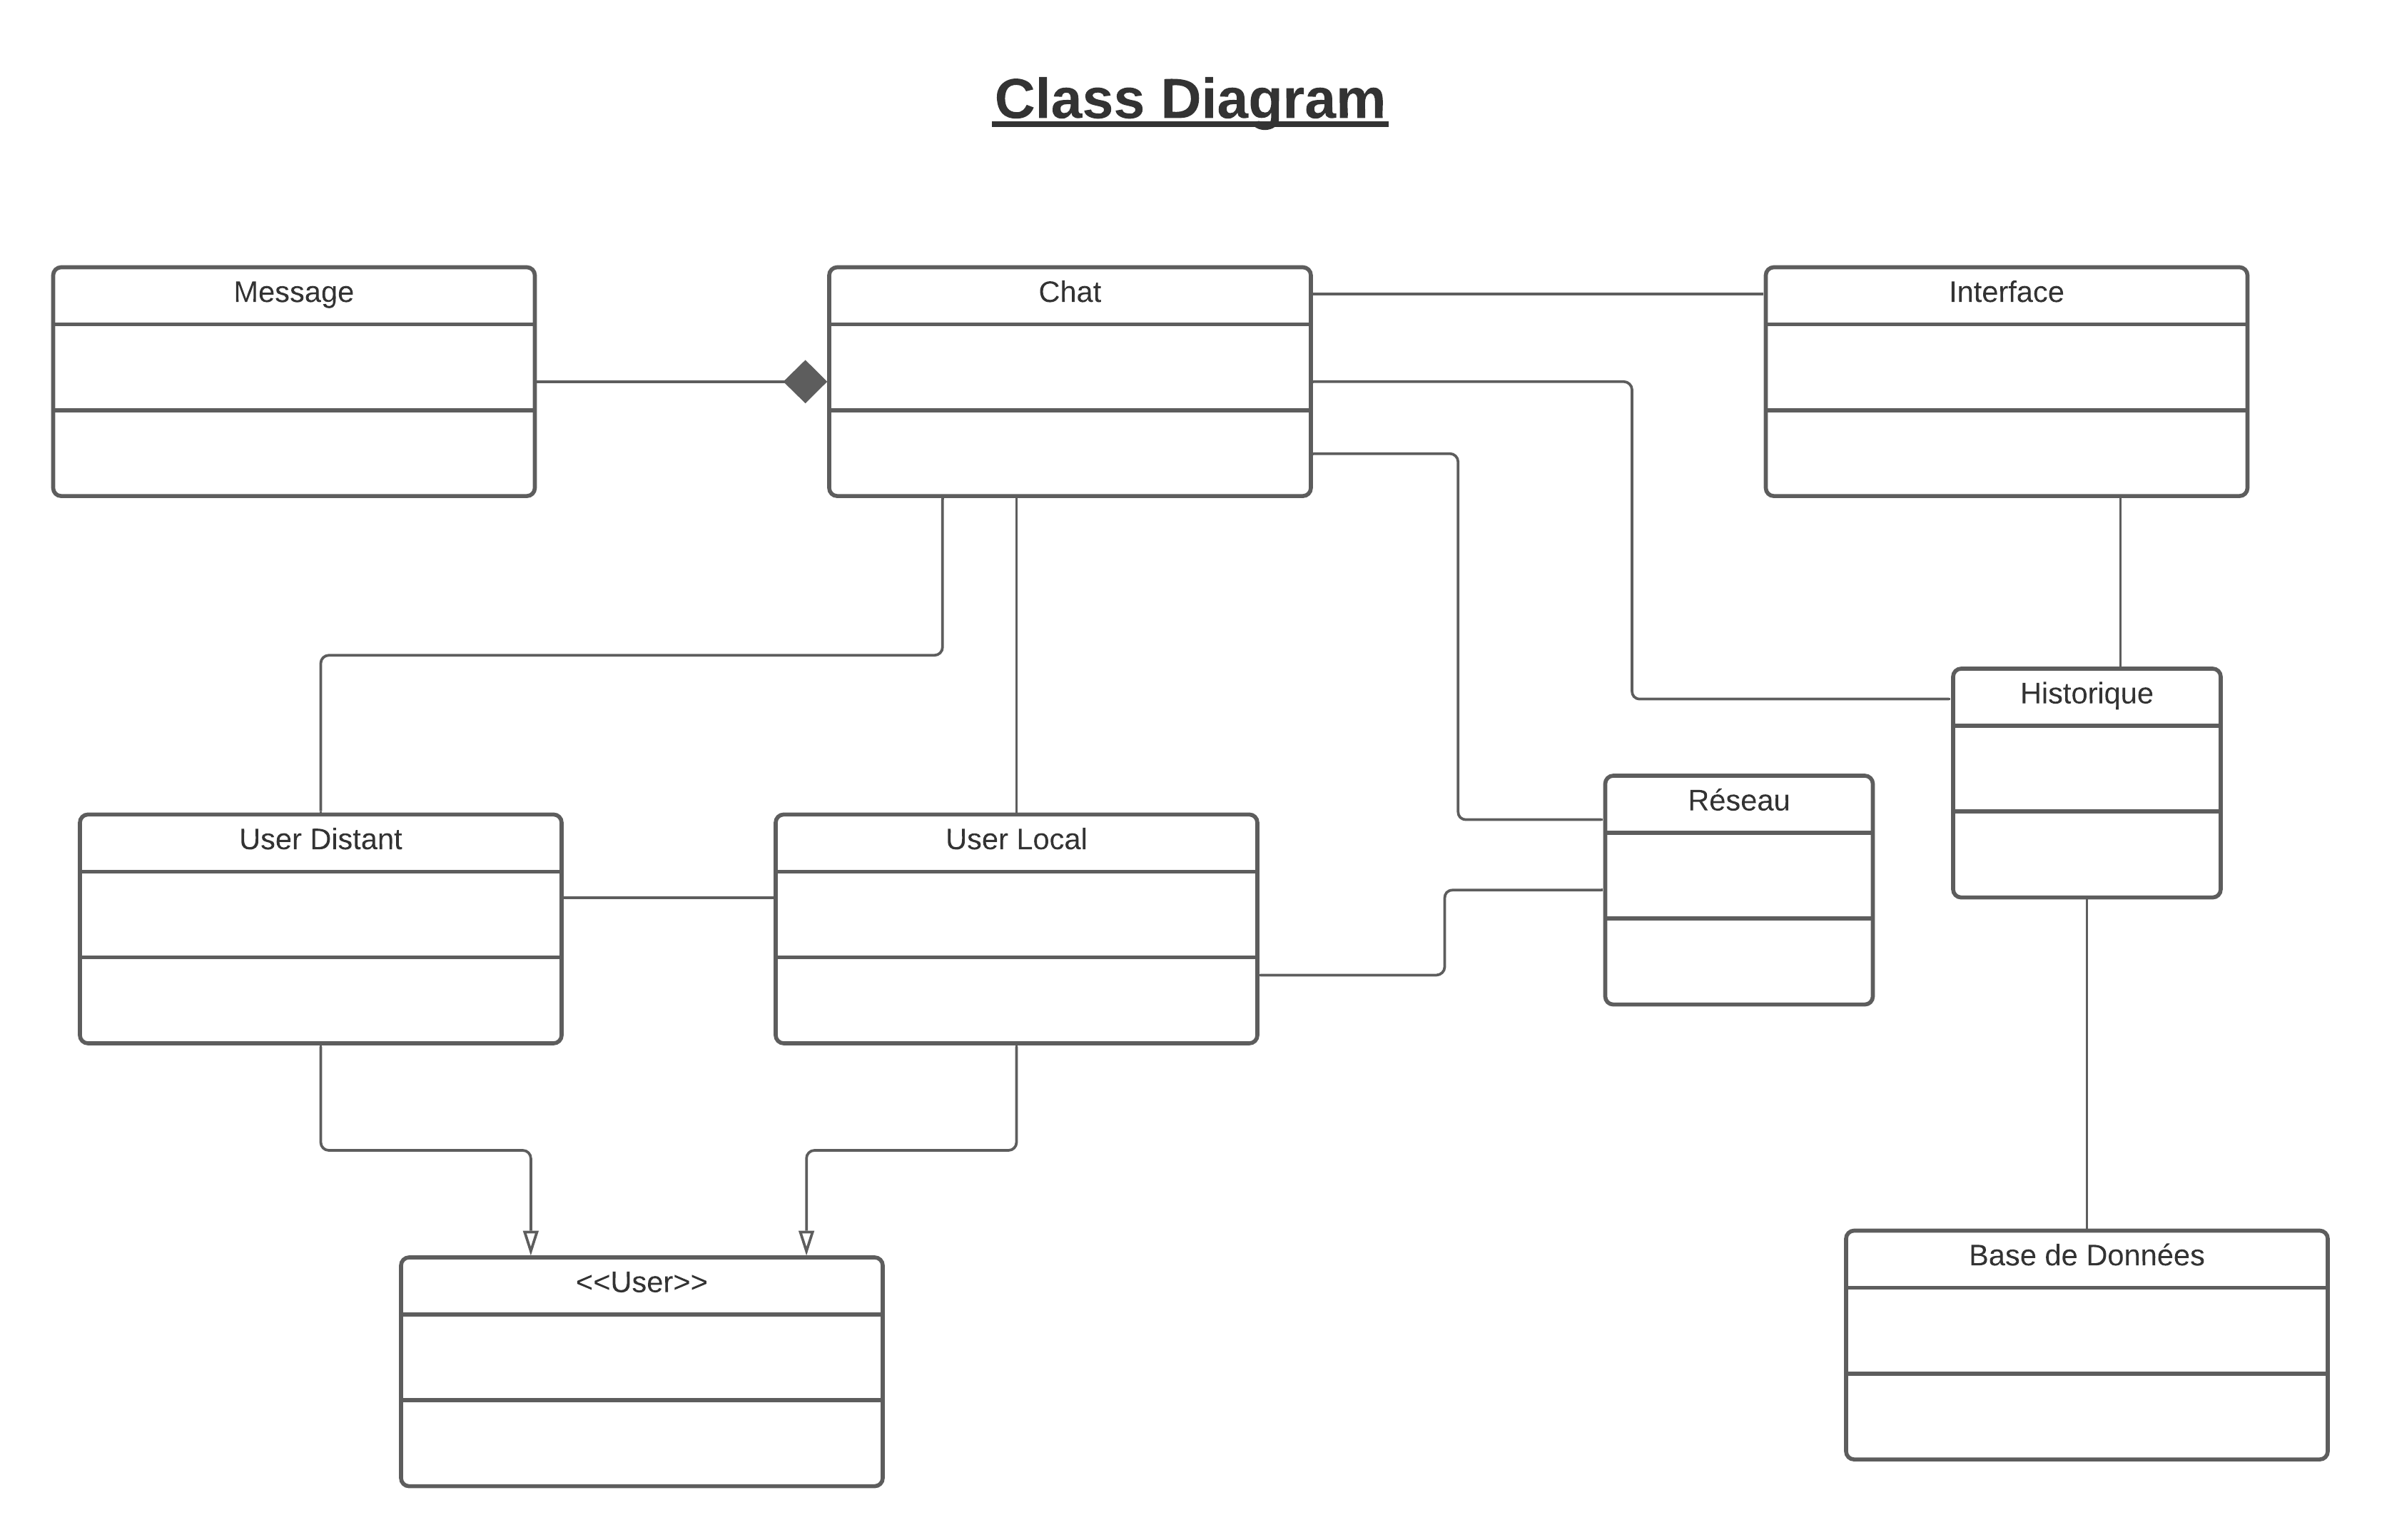 Class Diagram
Message
Chat
Interface
Historique
Réseau
User Distant
User Local
<<User>>
Base de Données